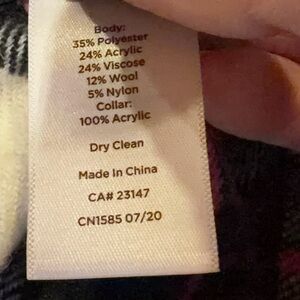 Body:
35% Polyester
24% Acrylic
24% Viscose
12% Wool
5% Nylon
Collar:
100% Acrylic
Dry Clean
Made In China
CA# 23147
CN1585 07/20